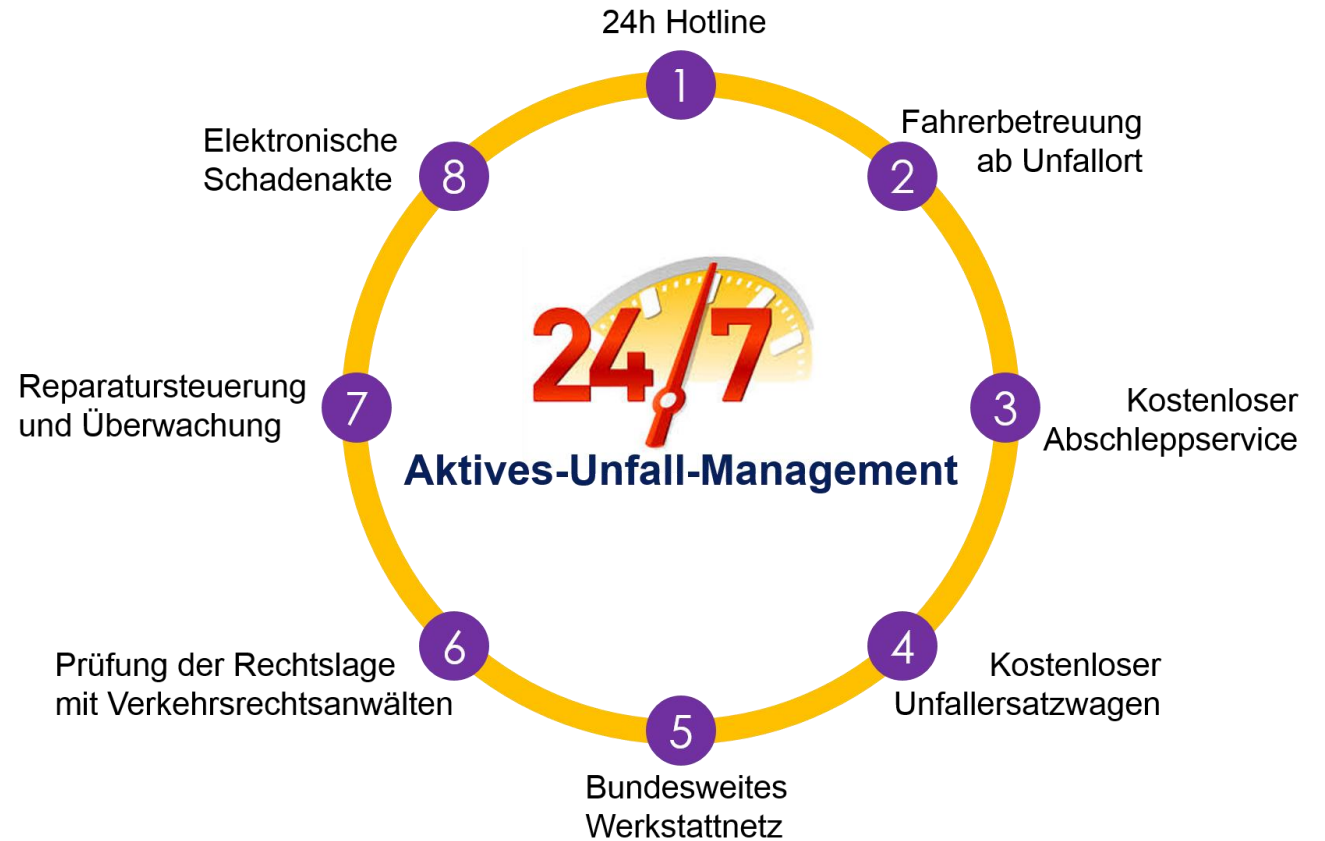 24h Hotline
1
Fahrerbetreuung
ab Unfallort
2
Kostenloser
Abschleppservice
3
Kostenloser
Unfallersatzwagen
4
5
Bundesweites
Werkstattnetz
Prüfung der Rechtslage
mit Verkehrsrechtsanwälten
6
Reparatursteuerung
und Überwachung
7
Elektronische
Schadenakte
8
24/7
Aktives-Unfall-Management